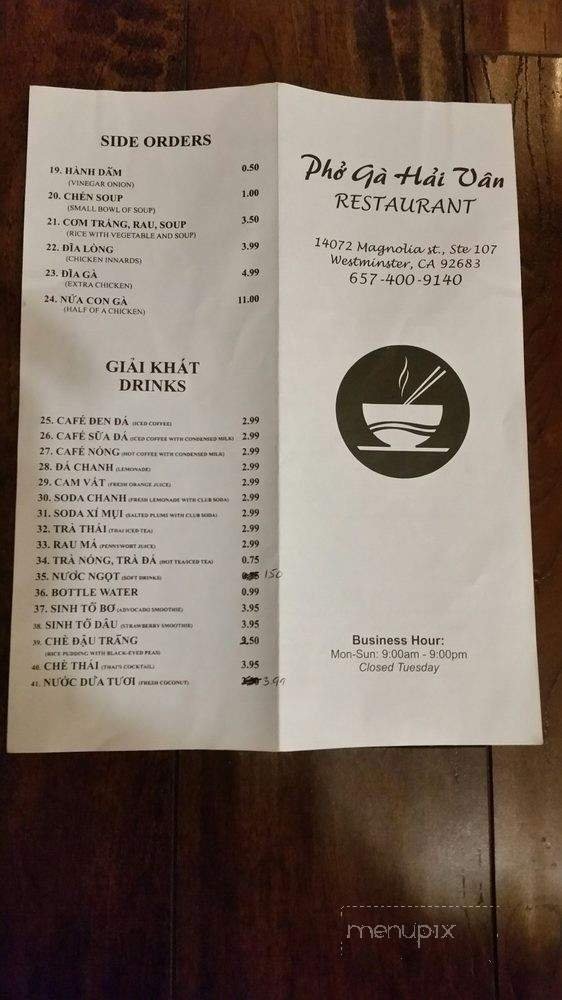 SIDE ORDERS
19. HÀNH DẤM 0.50
(VINEGAR ONION)
20. CHÉN SOUP 1.00
(SMALL BOWL OF SOUP)
21. CƠM TRẮNG, RAU, SOUP 3.50
(RICE WITH VEGETABLE AND SOUP)
22. ĐĨA LÒNG 3.99
(CHICKEN INNARDS)
23. ĐĨA GÀ 4.99
(EXTRA CHICKEN)
24. NỬA CON GÀ 11.00
(HALF OF A CHICKEN)
GIẢI KHÁT
DRINKS
25. CAFÉ ĐEN ĐÁ (ICED COFFEE) 2.99
26. CAFÉ SỮA ĐÁ (ICED COFFEE WITH CONDENSED MILK) 2.99
27. CAFÉ NÓNG (HOT COFFEE WITH CONDENSED MILK) 2.99
28. ĐÁ CHANH (LEMONADE) 2.99
29. CAM VẮT (FRESH ORANGE JUICE) 2.99
30. SODA CHANH (FRESH LEMONADE WITH CLUB SODA) 2.99
31. SODA XÍ MỤI (SALTED PLUMS WITH CLUB SODA) 2.99
32. TRÀ THÁI (THAI ICED TEA) 2.99
33. RAU MÁ (PENNYWORT JUICE) 2.99
34. TRÀ NÓNG, TRÀ ĐÁ (HOT TEA/ICED TEA) 0.75
35. NƯỚC NGỌT (SOFT DRINKS) 150
36. BOTTLE WATER 0.99
37. SINH TỐ BƠ (ADVOCADO SMOOTHIE) 3.95
38. SINH TỐ DÂU (STRAWBERRY SMOOTHIE) 3.95
39. CHÈ ĐẬU TRẮNG 3.50
(RICE PUDDING WITH BLACK-EYED PEAS)
40. CHÈ THÁI (THAI'S COCKTAIL) 3.95
41. NƯỚC DỪA TƯƠI (FRESH COCONUT) 3.99
Phở Gà Hải Vân
RESTAURANT
14072 Magnolia st., Ste 107
Westminster, CA 92683
657-400-9140
Business Hour:
Mon-Sun: 9:00am - 9:00pm
Closed Tuesday
menupix